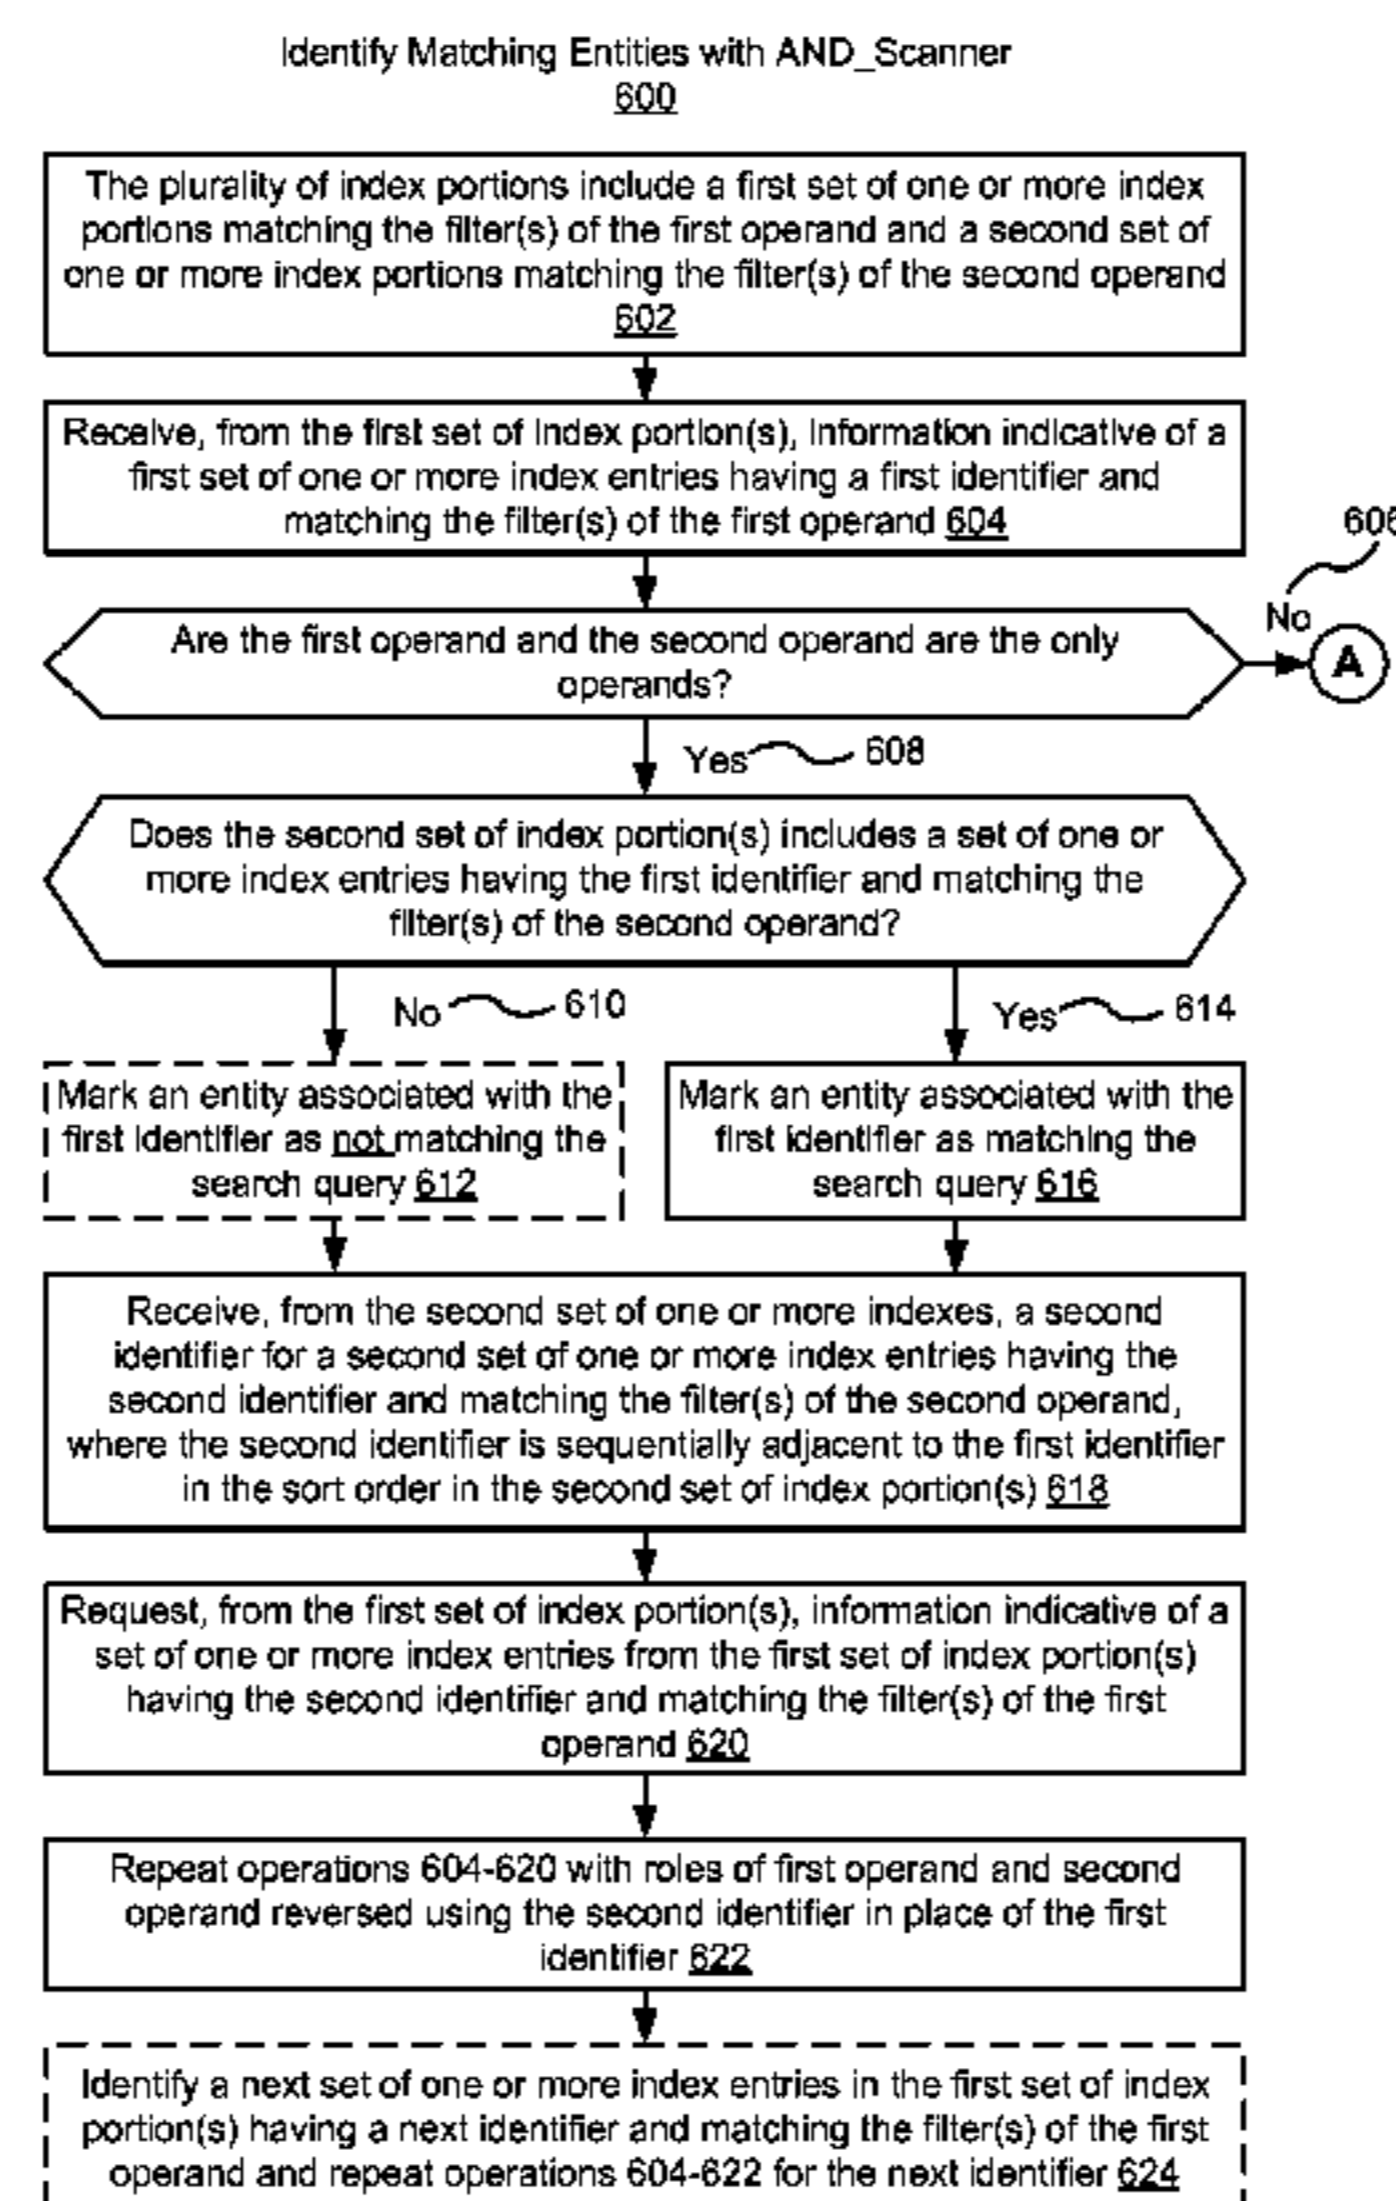 Identify Matching Entities with AND_Scanner
600
The plurality of index portions include a first set of one or more index
portions matching the filter(s) of the first operand and a second set of
one or more index portions matching the filter(s) of the second operand
602
Receive, from the first set of index portion(s), information indicative of a
first set of one or more index entries having a first identifier and
matching the filter(s) of the first operand 604
606
No
Are the first operand and the second operand are the only
operands?
A
Yes 608
Does the second set of index portion(s) includes a set of one or
more index entries having the first identifier and matching the
filter(s) of the second operand?
No 610
Yes 614
Mark an entity associated with the
first identifier as not matching the
search query 612
Mark an entity associated with the
first identifier as matching the
search query 616
Receive, from the second set of one or more indexes, a second
identifier for a second set of one or more index entries having the
second identifier and matching the filter(s) of the second operand,
where the second identifier is sequentially adjacent to the first identifier
in the sort order in the second set of index portion(s) 618
Request, from the first set of index portion(s), information indicative of a
set of one or more index entries from the first set of index portion(s)
having the second identifier and matching the filter(s) of the first
operand 620
Repeat operations 604-620 with roles of first operand and second
operand reversed using the second identifier in place of the first
identifier 622
Identify a next set of one or more index entries in the first set of index
portion(s) having a next identifier and matching the filter(s) of the first
operand and repeat operations 604-622 for the next identifier 624